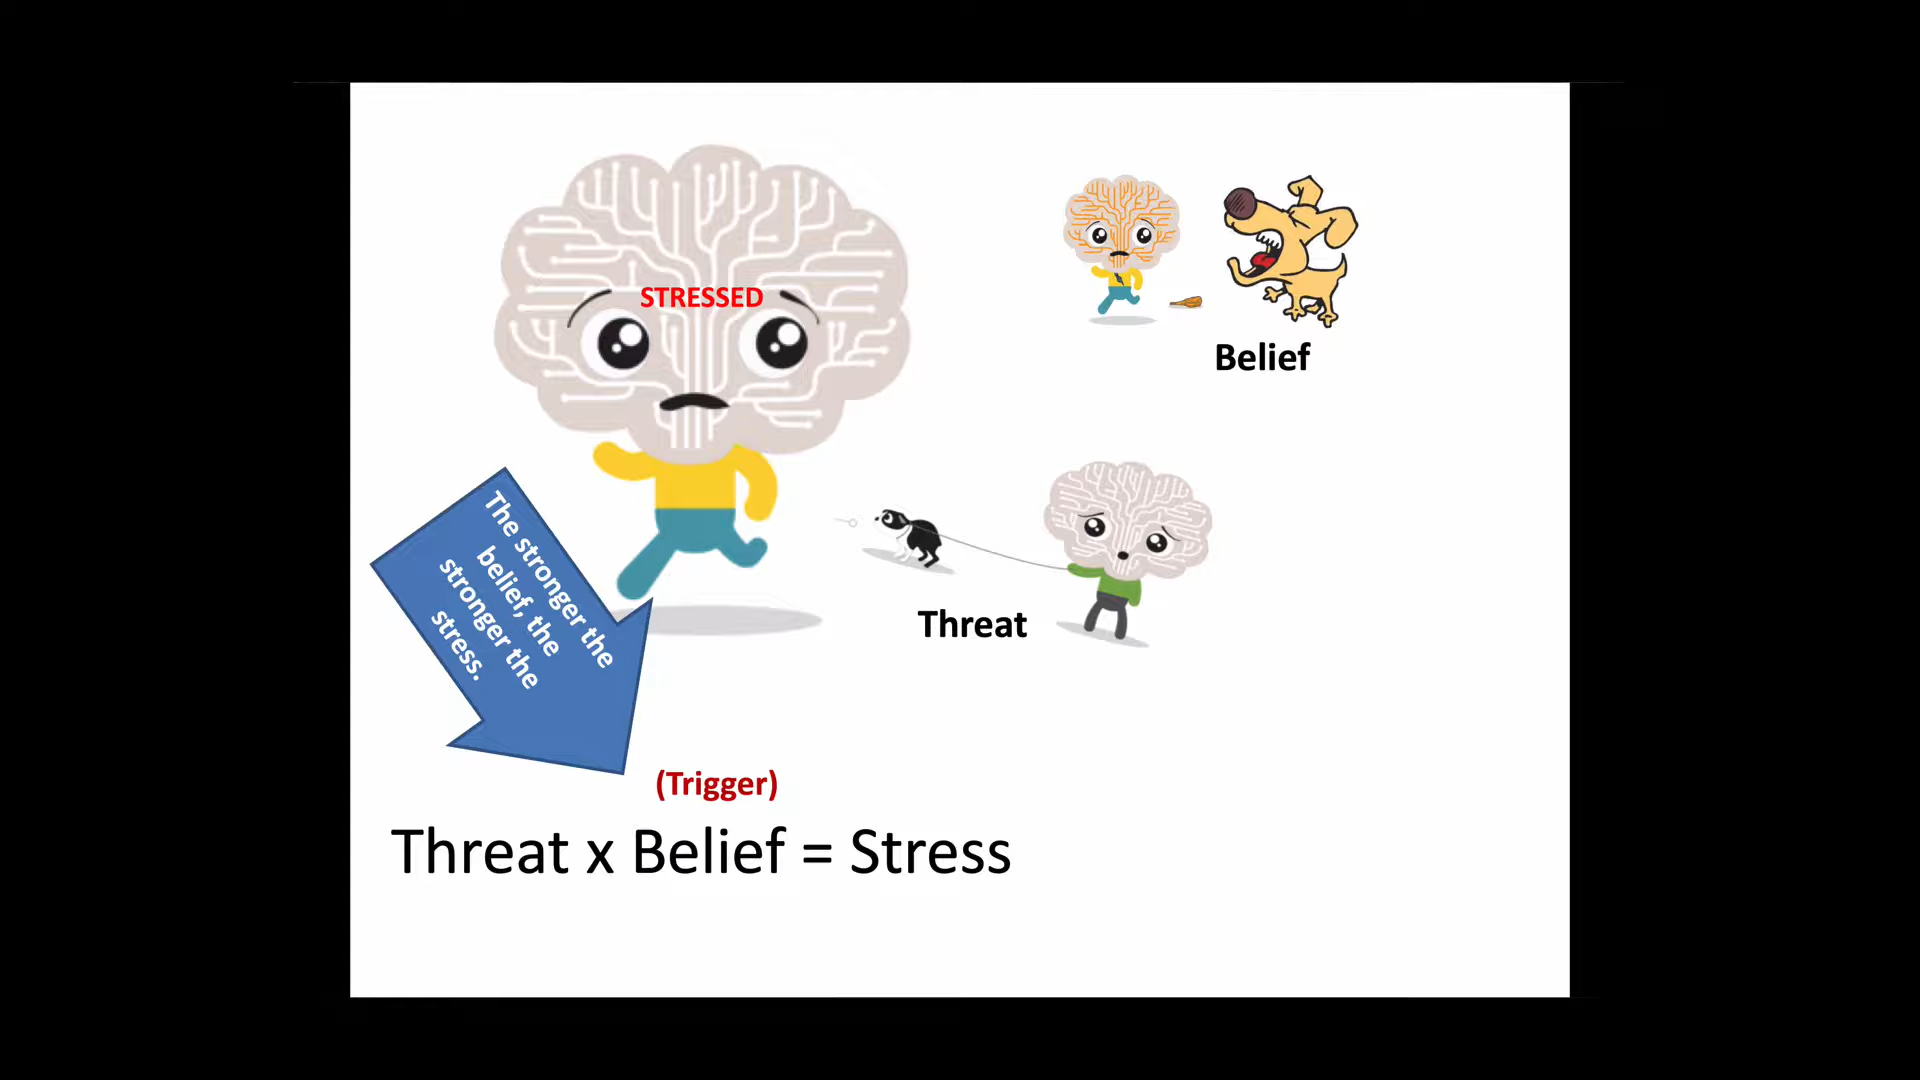 STRESSED
Belief
The stronger the
belief, the
stronger the
stress.
Threat
(Trigger)
Threat x Belief = Stress